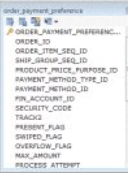 order_payment_preference
ORDER_PAYMENT_PREFERENC...
ORDER_ID
ORDER_ITEM_SEQ_ID
SHIP_GROUP_SEQ_ID
PRODUCT_PRICE_PURPOSE_ID
PAYMENT_METHOD_TYPE_ID
PAYMENT_METHOD_ID
FIN_ACCOUNT_ID
SECURITY_CODE
TRACK2
PRESENT_FLAG
SWIPED_FLAG
OVERFLOW_FLAG
MAX_AMOUNT
PROCESS_ATTEMPT